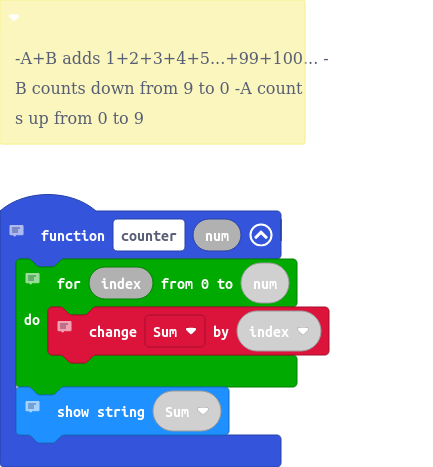 -A+B adds 1+2+3+4+5...+99+100... -
B counts down from 9 to 0 -A count
s up from 0 to 9
function counter num
for index from 0 to num
do
change Sum by index
show string Sum